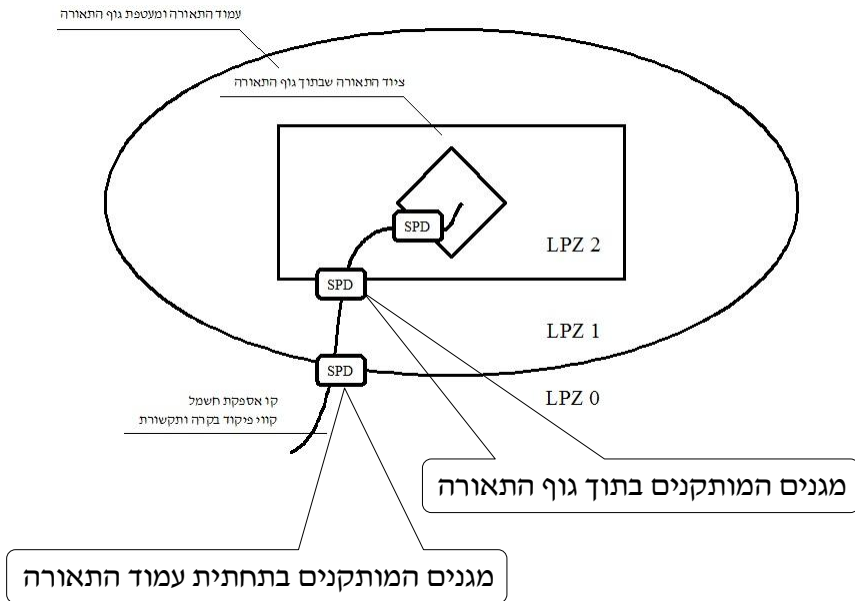 עמוד התאורה ומעטפת גוף התאורה
ציוד התאורה שבתוך גוף התאורה
SPD
LPZ 2
SPD
LPZ 1
SPD
LPZ 0
קו אספקת חשמל
קווי פיקוד בקרה ותקשורת
מגנים המותקנים בתוך גוף התאורה
מגנים המותקנים בתחתית עמוד התאורה